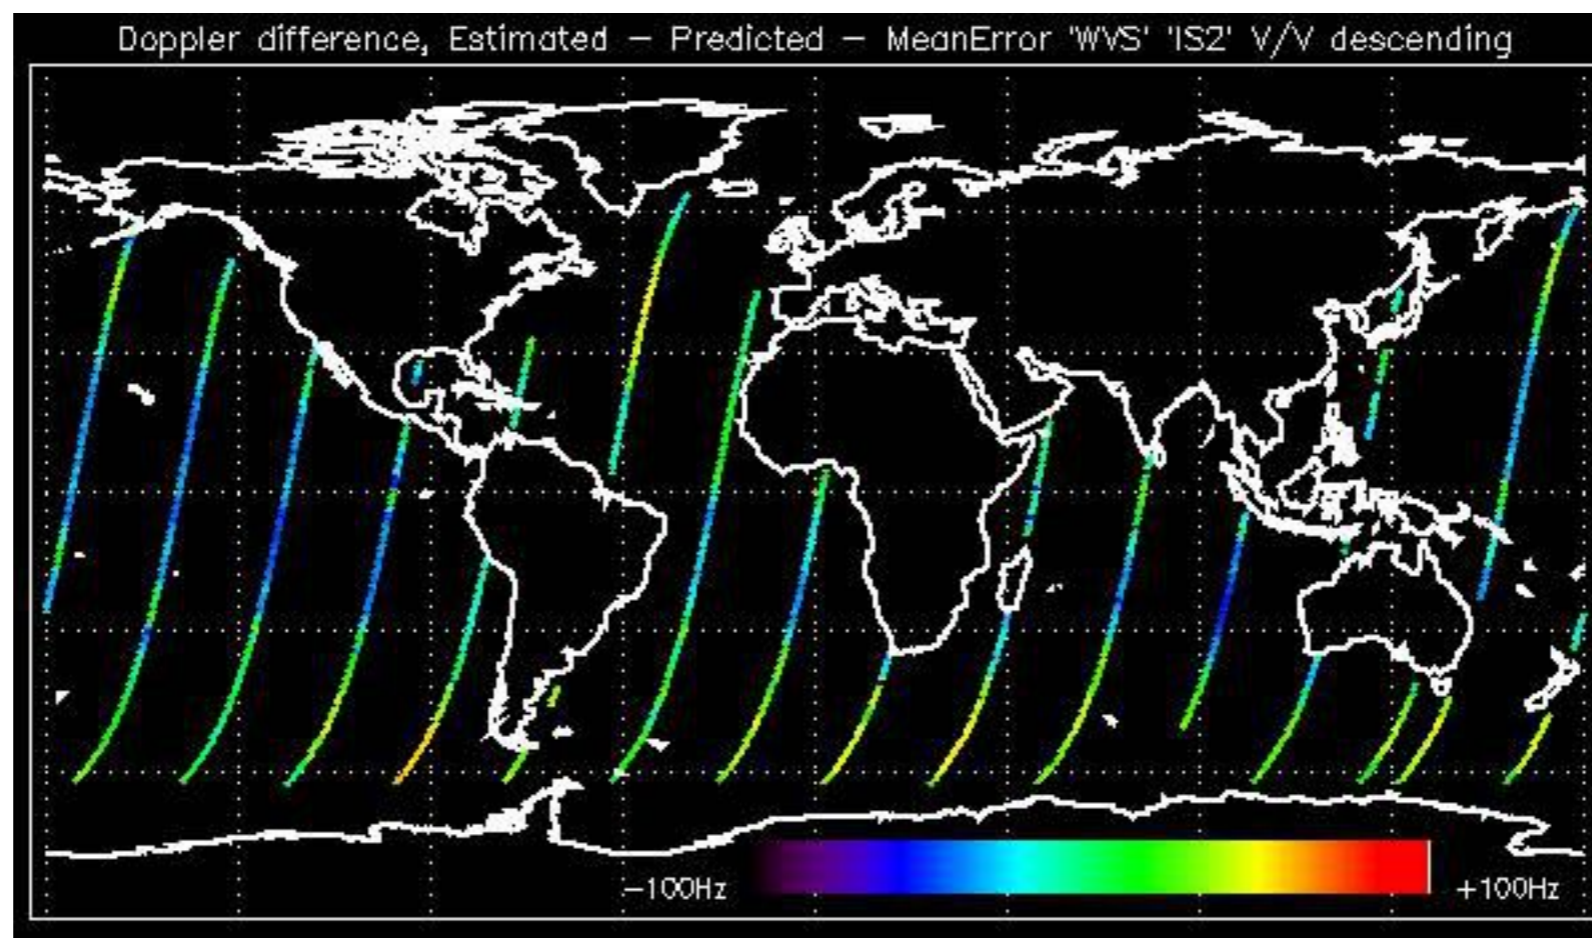 Doppler difference, Estimated – Predicted – MeanError 'WVS' 'IS2' V/V descending
-100Hz +100Hz